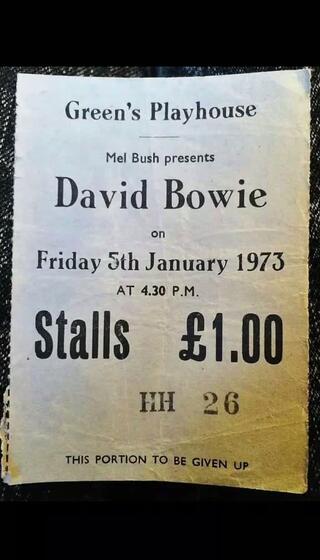 Green's Playhouse
Mel Bush presents
David Bowie
on
Friday 5th January 1973
AT 4.30 P.M.
Stalls £1.00
HH 26
THIS PORTION TO BE GIVEN UP